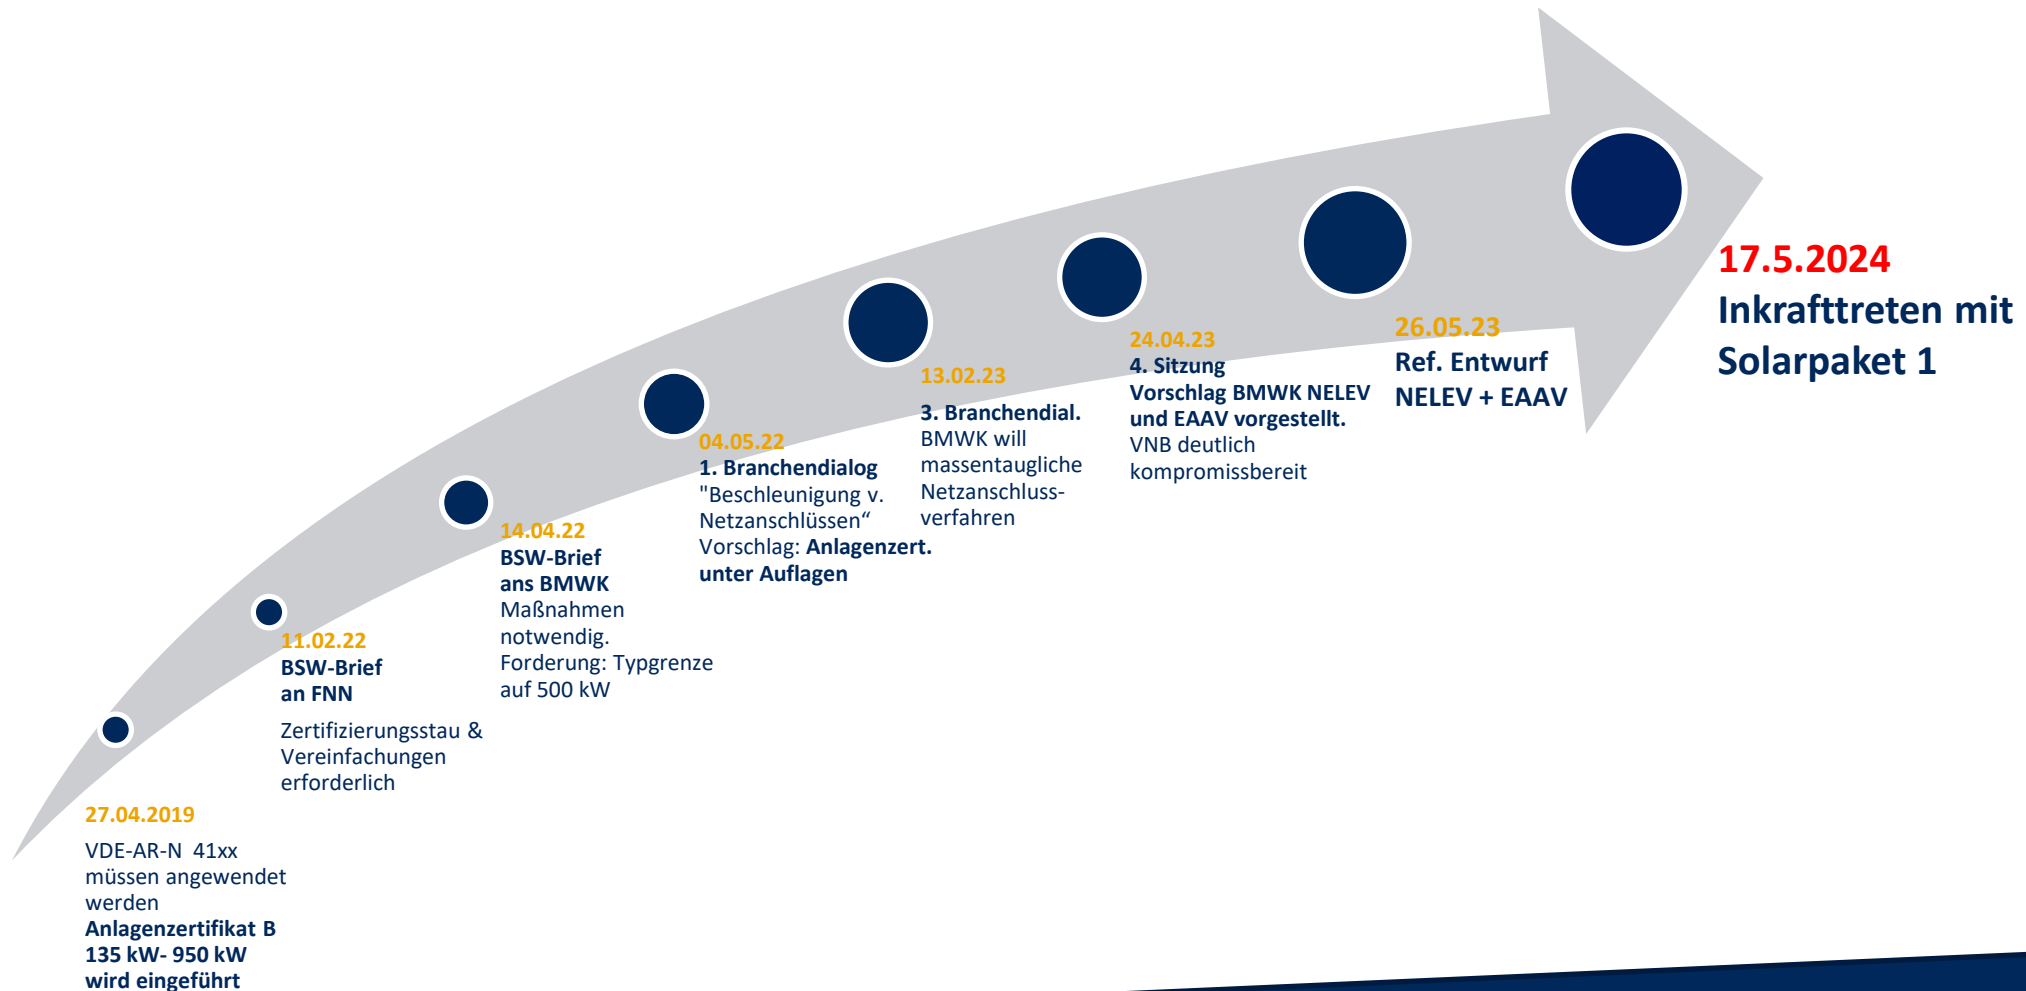 27.04.2019
VDE-AR-N 41xx
müssen angewendet
werden
Anlagenzertifikat B
135 kW- 950 kW
wird eingeführt
11.02.22
BSW-Brief
an FNN
Zertifizierungsstau &
Vereinfachungen
erforderlich
14.04.22
BSW-Brief
ans BMWK
Maßnahmen
notwendig.
Forderung: Typgrenze
auf 500 kW
04.05.22
1. Branchendialog
"Beschleunigung v.
Netzanschlüssen“
Vorschlag: Anlagenzert.
unter Auflagen
13.02.23
3. Branchendial.
BMWK will
massentaugliche
Netzanschluss-
verfahren
24.04.23
4. Sitzung
Vorschlag BMWK NELEV
und EAAV vorgestellt.
VNB deutlich
kompromissbereit
26.05.23
Ref. Entwurf
NELEV + EAAV
17.5.2024
Inkrafttreten mit
Solarpaket 1